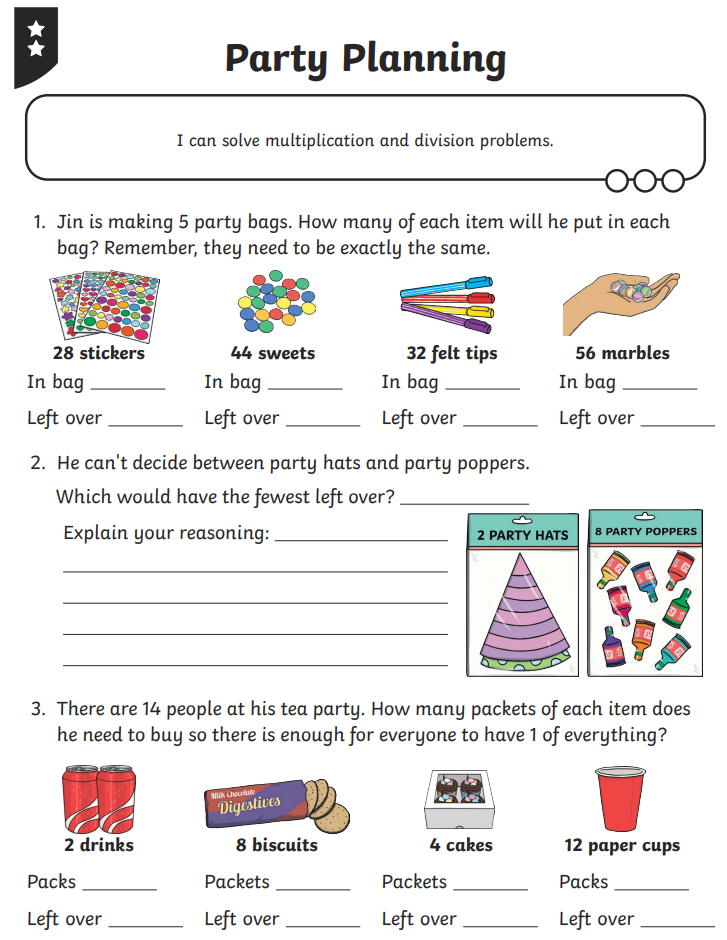 Party Planning
I can solve multiplication and division problems.
1. Jin is making 5 party bags. How many of each item will he put in each
bag? Remember, they need to be exactly the same.
28 stickers
44 sweets
32 felt tips
56 marbles
In bag ________
In bag ________
In bag ________
In bag ________
Left over ________
Left over ________
Left over ________
Left over ________
2. He can't decide between party hats and party poppers.
Which would have the fewest left over? ______________
Explain your reasoning: ___________________
2 PARTY HATS
8 PARTY POPPERS
3. There are 14 people at his tea party. How many packets of each item does
he need to buy so there is enough for everyone to have 1 of everything?
Milk Chocolate
Digestives
2 drinks
8 biscuits
4 cakes
12 paper cups
Packs ________
Packets ________
Packets ________
Packs ________
Left over ________
Left over ________
Left over ________
Left over ________